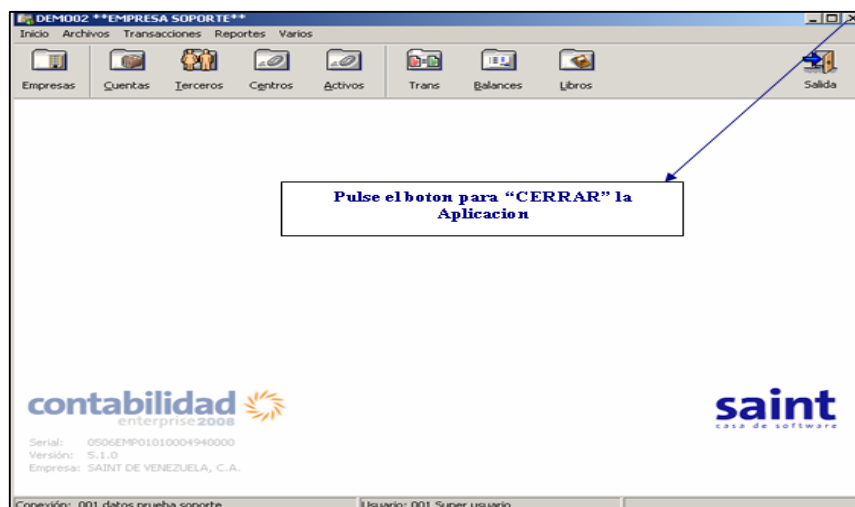 DEMO02 **EMPRESA SOPORTE**
Inicio Archivos Transacciones Reportes Varios
Empresas Cuentas Terceros Centros Activos Trans Balances Libros Salida
Pulse el boton para “CERRAR” la
Aplicacion
contabilidad
enterprise2008
saint
casa de software
Serial: 0506EMP01010004940000
Versión: 5.1.0
Empresa: SAINT DE VENEZUELA, C.A.
Conexión: 001 datos prueba soporte Usuario: 001 Super usuario